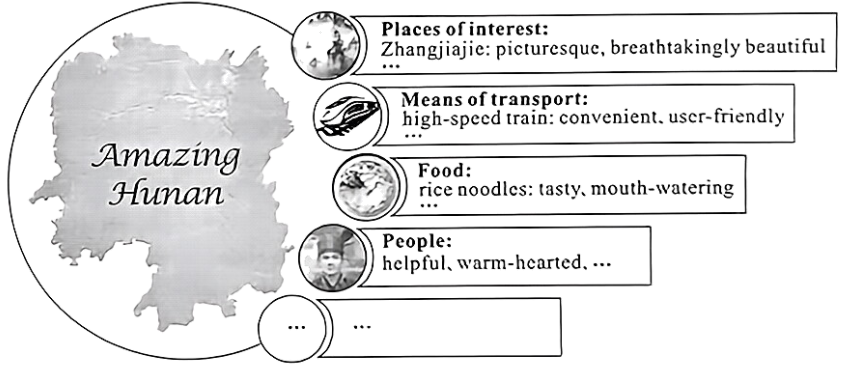 Amazing
Hunan
Places of interest:
Zhangjiajie: picturesque, breathtakingly beautiful
...
Means of transport:
high-speed train: convenient, user-friendly
...
Food:
rice noodles: tasty, mouth-watering
...
People:
helpful, warm-hearted, ...
... ...